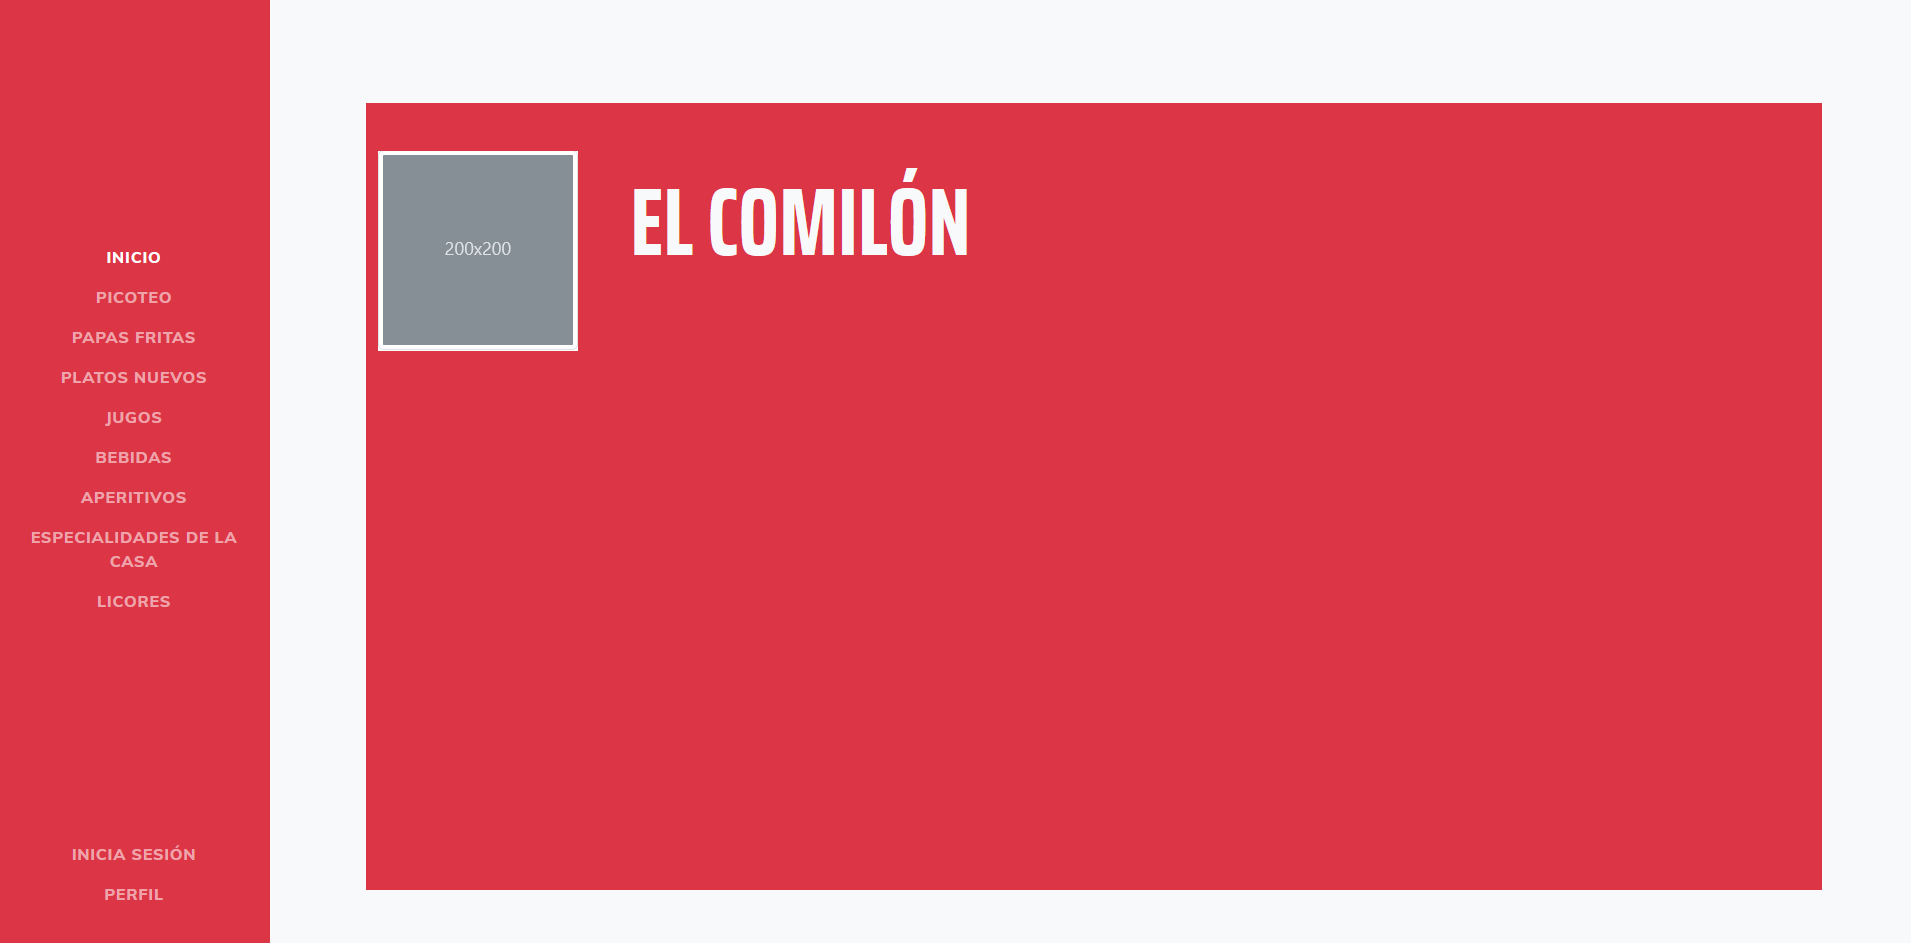 INICIO
PICOTEO
PAPAS FRITAS
PLATOS NUEVOS
JUGOS
BEBIDAS
APERITIVOS
ESPECIALIDADES DE LA
CASA
LICORES
INICIA SESIÓN
PERFIL
200x200
EL COMILÓN